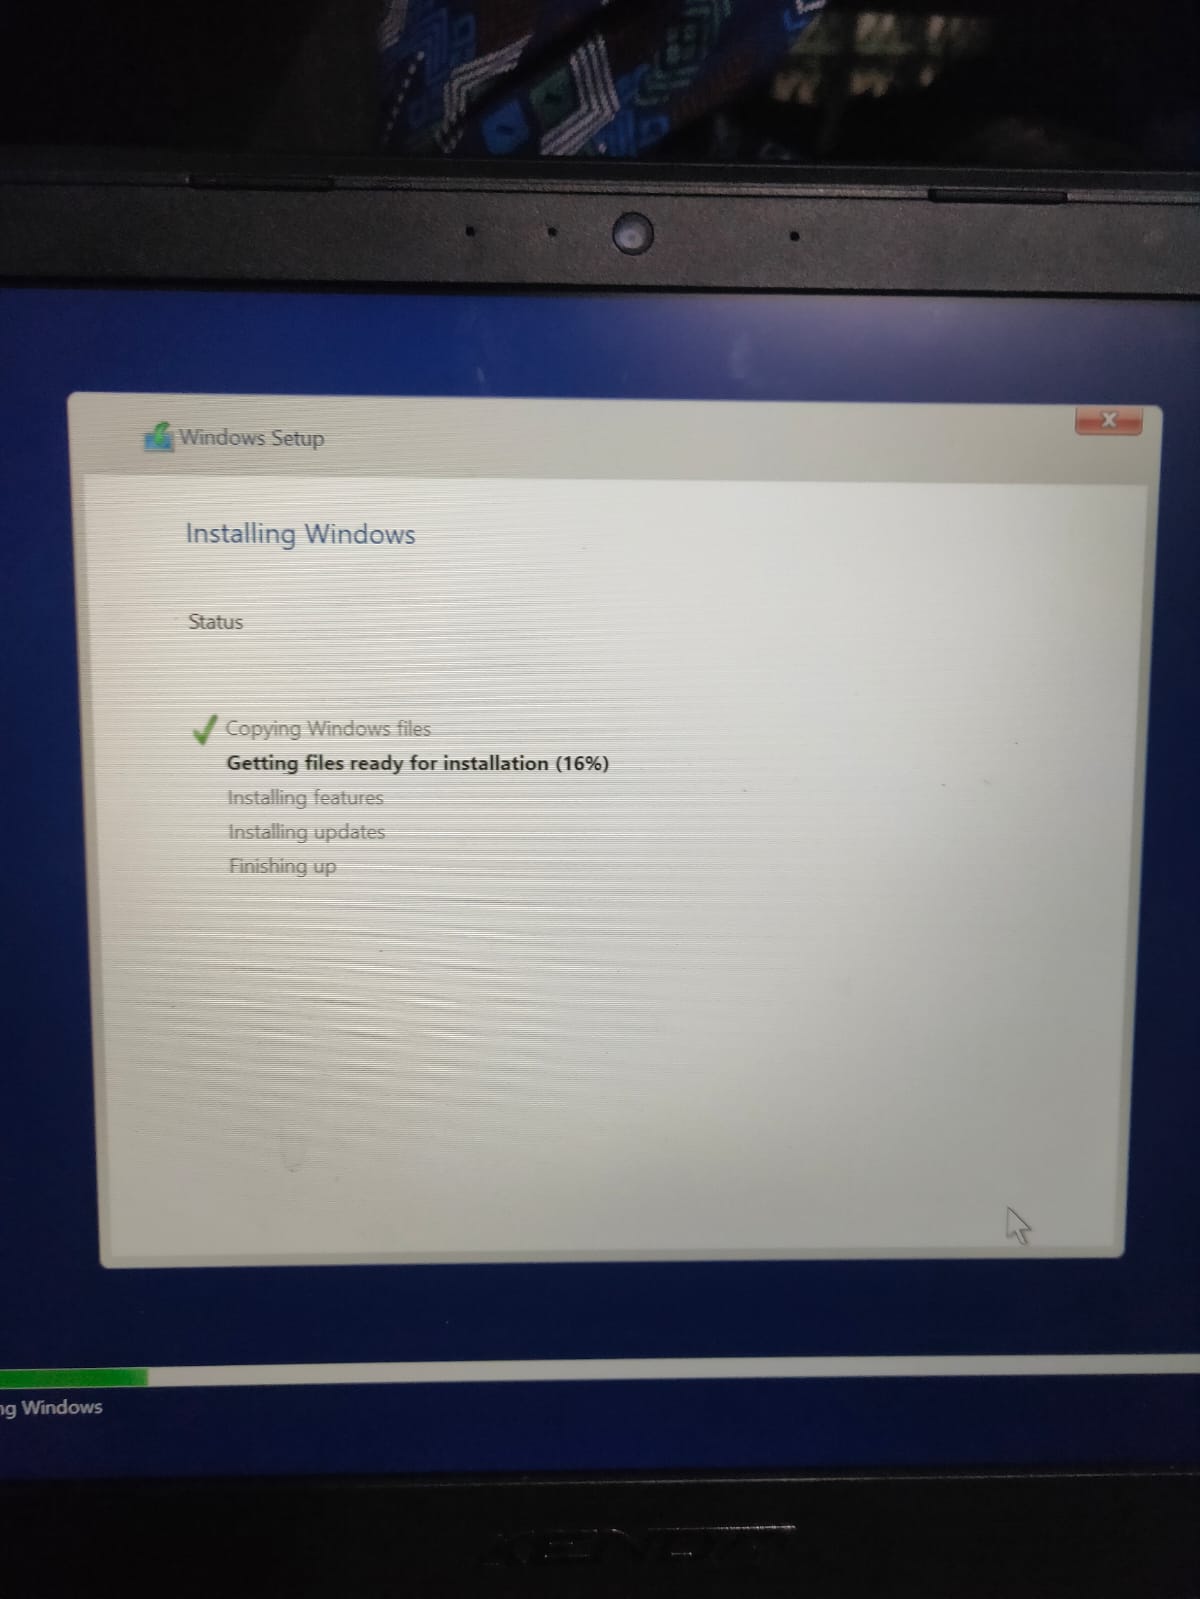 Windows Setup
Installing Windows
Status
Copying Windows files
Getting files ready for installation (16%)
Installing features
Installing updates
Finishing up
ng Windows